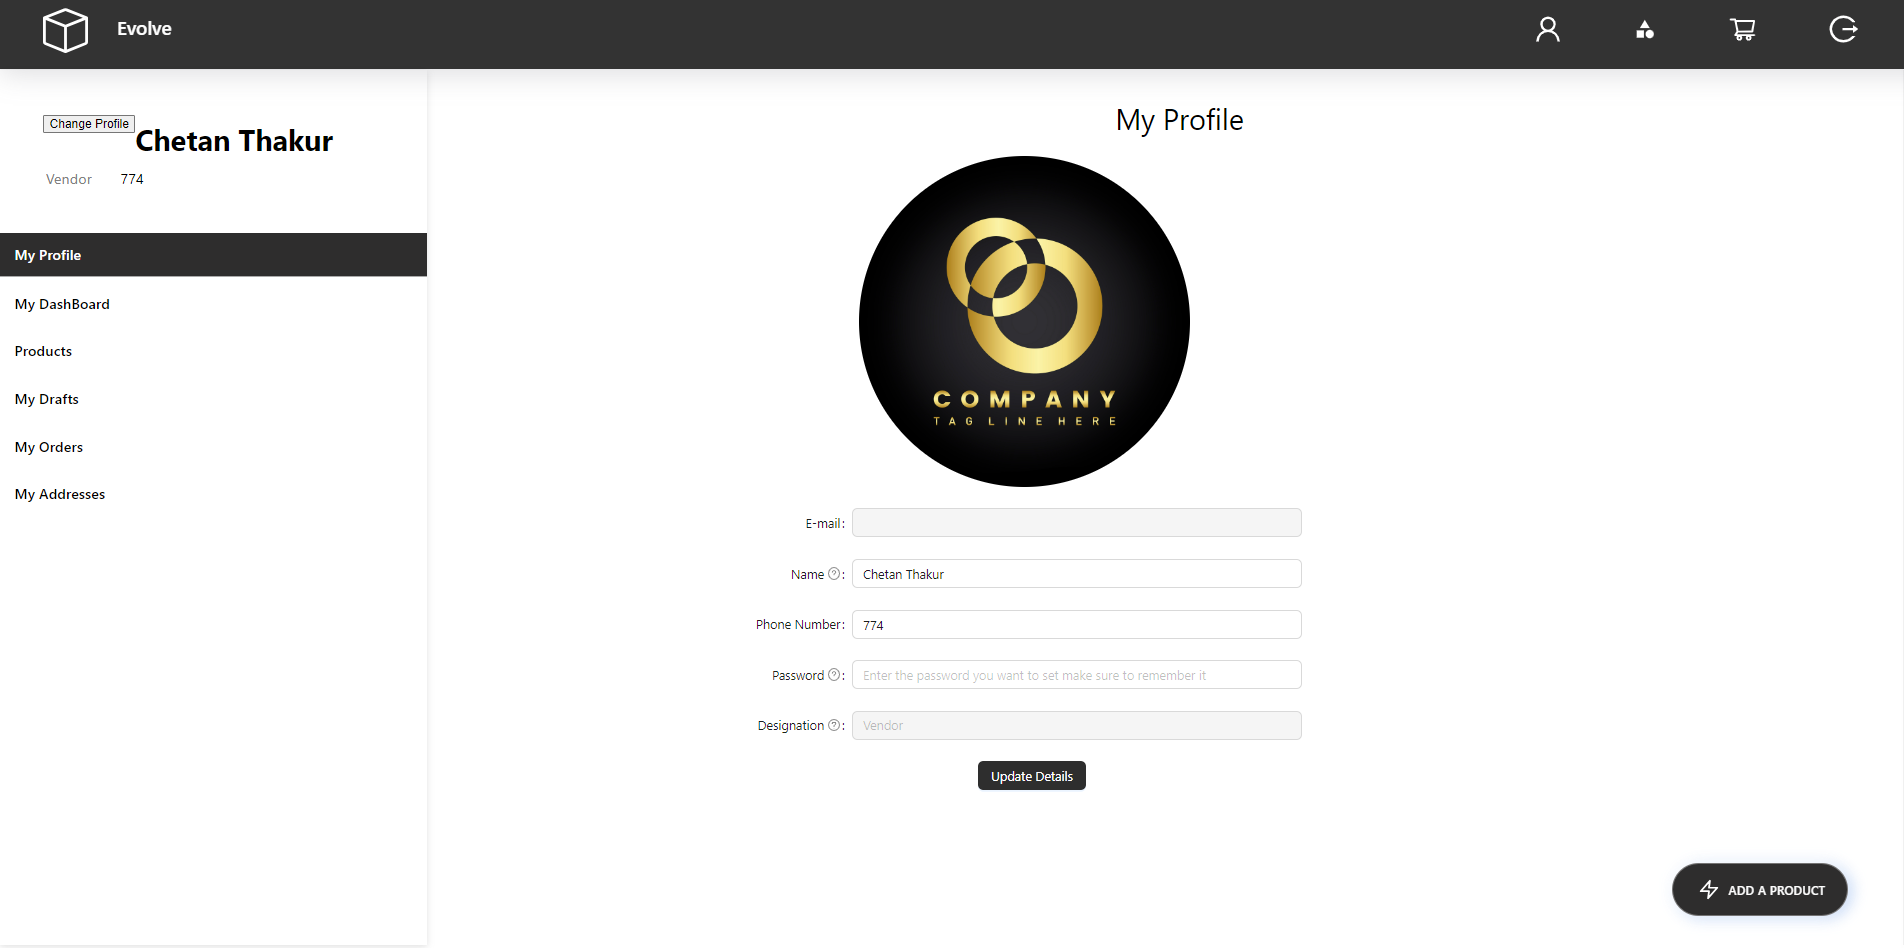 Evolve
Change Profile
Chetan Thakur
Vendor 774
My Profile
My DashBoard
Products
My Drafts
My Orders
My Addresses
My Profile
COMPANY
TAG LINE HERE
E-mail:
Name ?: Chetan Thakur
Phone Number: 774
Password ?: Enter the password you want to set make sure to remember it
Designation ?: Vendor
Update Details
ADD A PRODUCT